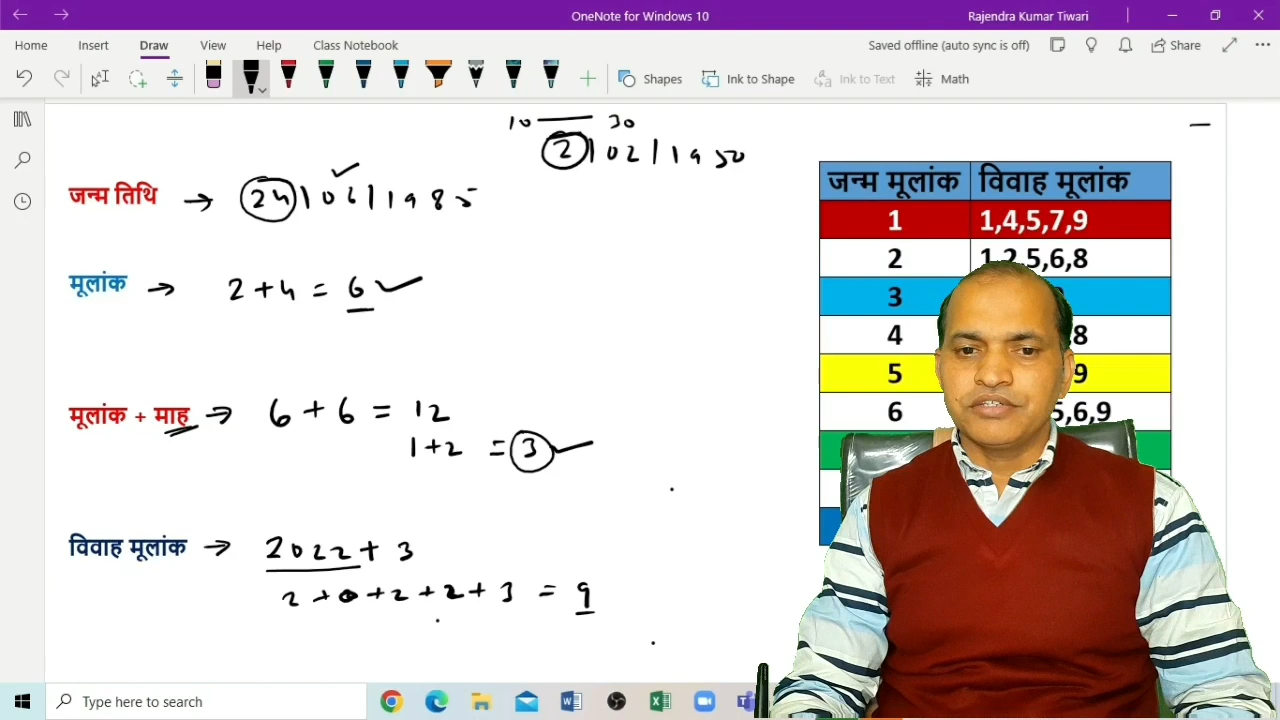 OneNote for Windows 10
Rajendra Kumar Tiwari
Home Insert Draw View Help Class Notebook
Saved offline (auto sync is off) Share
Shapes Ink to Shape Ink to Text Math
10 — 30
2|02|1950
जन्म तिथि → 24|06|1985
मूलांक → 2+4 = 6
मूलांक + माह → 6 + 6 = 12
1+2 = 3
विवाह मूलांक → 2022 + 3
2+0+2+2+3 = 9
जन्म मूलांक विवाह मूलांक
1 1,4,5,7,9
2 1,2,5,6,8
3
4 8
5 9
6 5,6,9
Type here to search